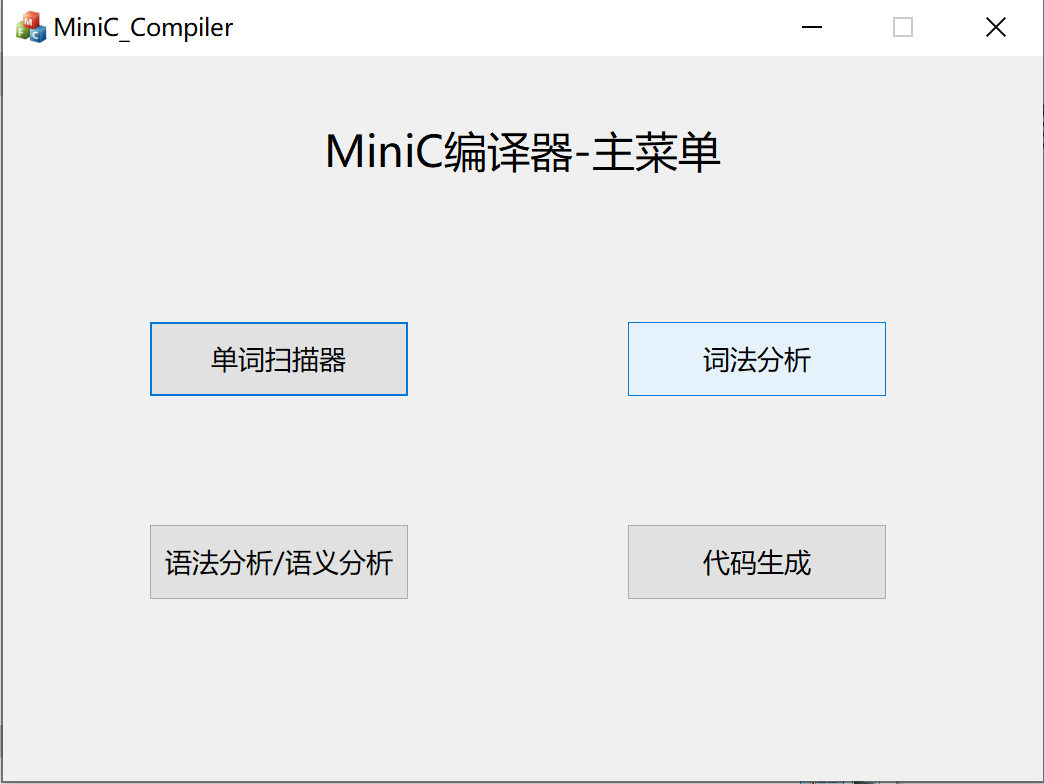 MiniC_Compiler
MiniC编译器-主菜单
单词扫描器
词法分析
语法分析/语义分析
代码生成